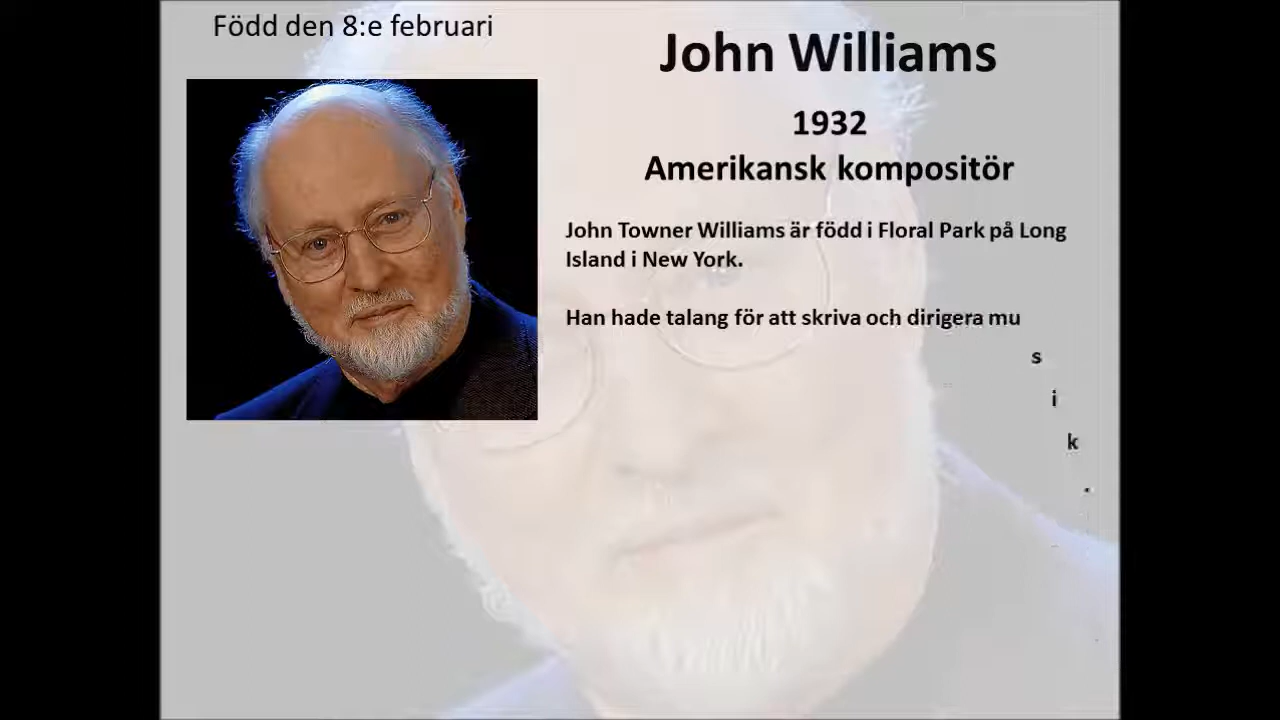 Född den 8:e februari
John Williams
1932
Amerikansk kompositör
John Towner Williams är född i Floral Park på Long
Island i New York.
Han hade talang för att skriva och dirigera musik.